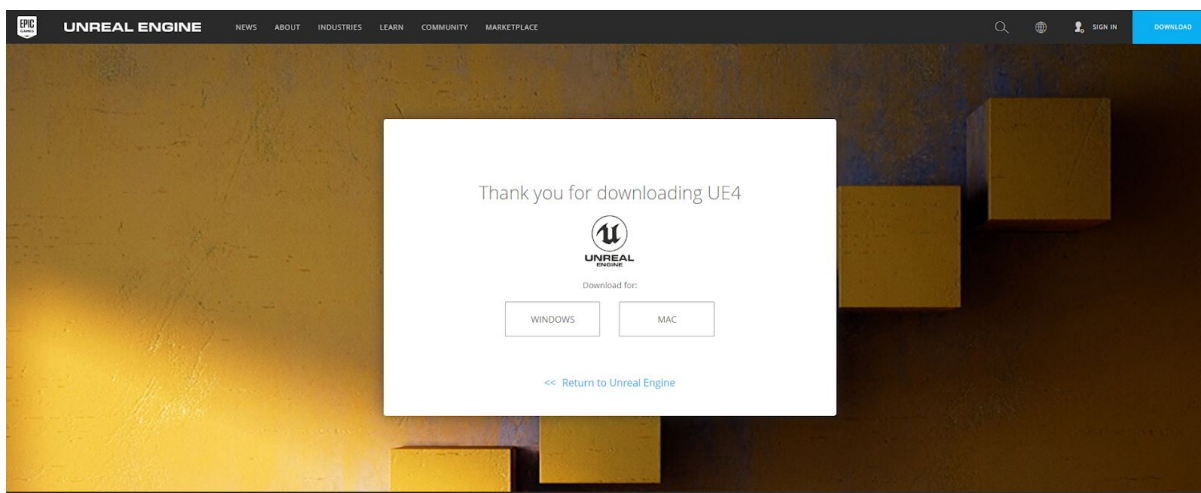 EPIC
GAMES
UNREAL ENGINE
NEWS ABOUT INDUSTRIES LEARN COMMUNITY MARKETPLACE
SIGN IN
DOWNLOAD
Thank you for downloading UE4
UNREAL
ENGINE
Download for:
WINDOWS MAC
<< Return to Unreal Engine